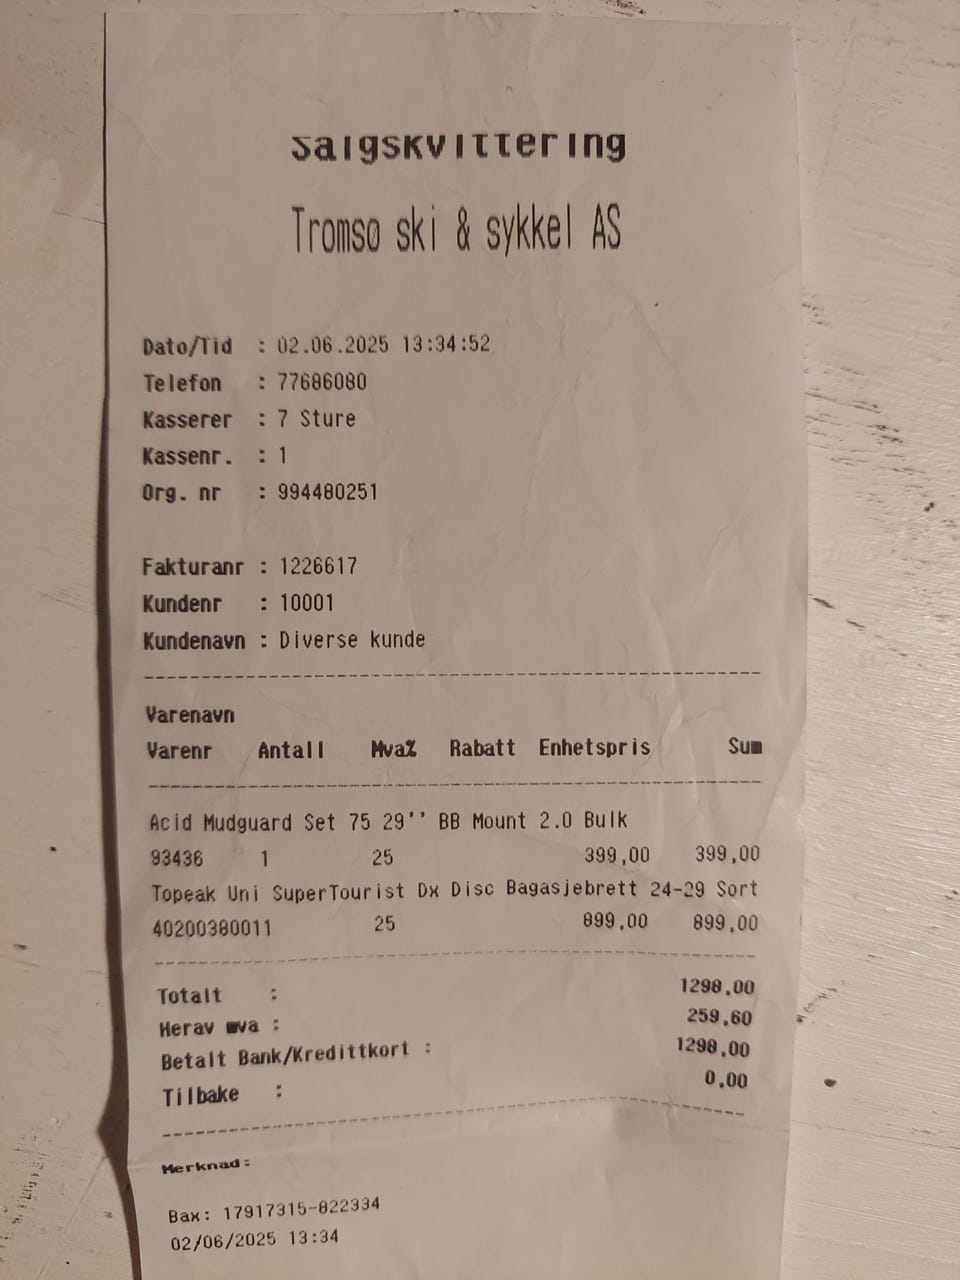 Salgskvittering
Tromsø ski & sykkel AS
Dato/Tid : 02.06.2025 13:34:52
Telefon : 77686080
Kasserer : 7 Sture
Kassenr. : 1
Org. nr : 994480251
Fakturanr : 1226617
Kundenr : 10001
Kundenavn : Diverse kunde
Varenavn
Varenr Antall Mva% Rabatt Enhetspris Sum
Acid Mudguard Set 75 29'' BB Mount 2.0 Bulk
93436 1 25 399,00 399,00
Topeak Uni SuperTourist Dx Disc Bagasjebrett 24-29 Sort
40200380011 25 899,00 899,00
Totalt : 1298,00
Herav mva : 259,60
Betalt Bank/Kredittkort : 1298,00
Tilbake : 0,00
Merknad:
Bax: 17917315-822334
02/06/2025 13:34